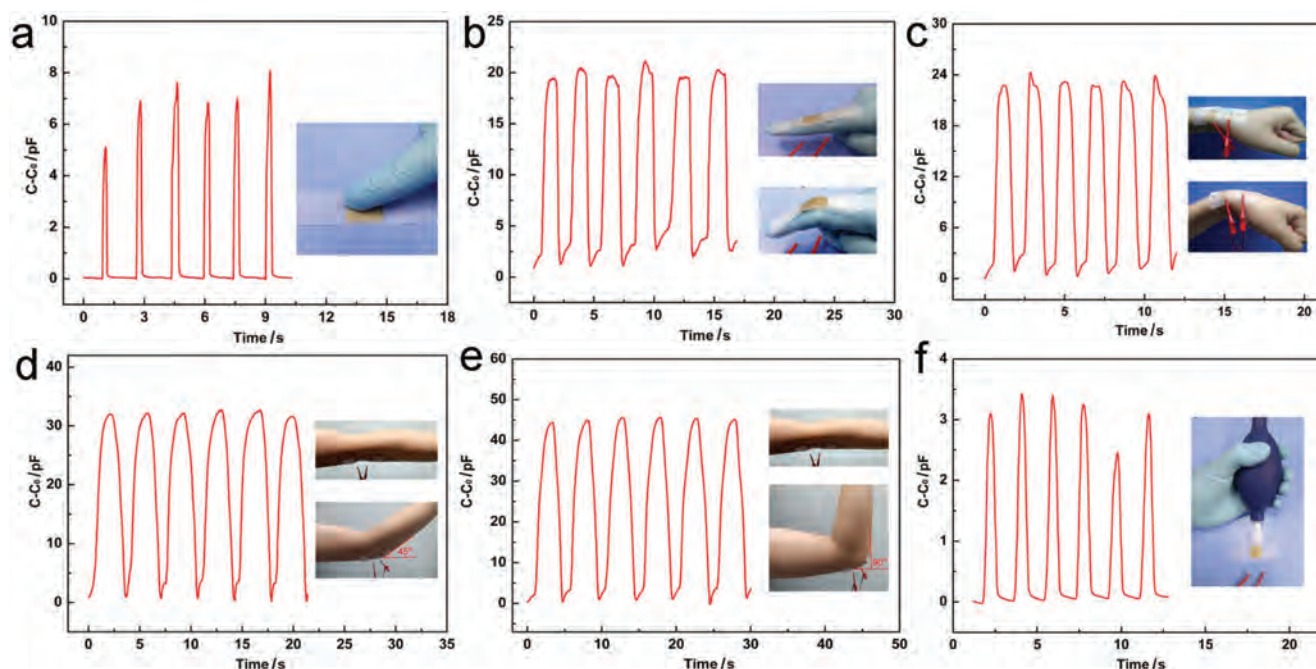 a
10
8
6
4
2
0
C-C₀/pF
0 3 6 9 12 15 18
Time/s
b
25
20
15
10
5
0
C-C₀/pF
0 5 10 15 20 25 30
Time/s
c
30
24
18
12
6
0
C-C₀/pF
0 5 10 15 20
Time/s
d
40
30
20
10
0
C-C₀/pF
45°
0 5 10 15 20 25 30 35
Time/s
e
60
50
40
30
20
10
0
C-C₀/pF
90°
0 10 20 30 40 50
Time/s
f
4
3
2
1
0
C-C₀/pF
5 10 15 20
Time/s